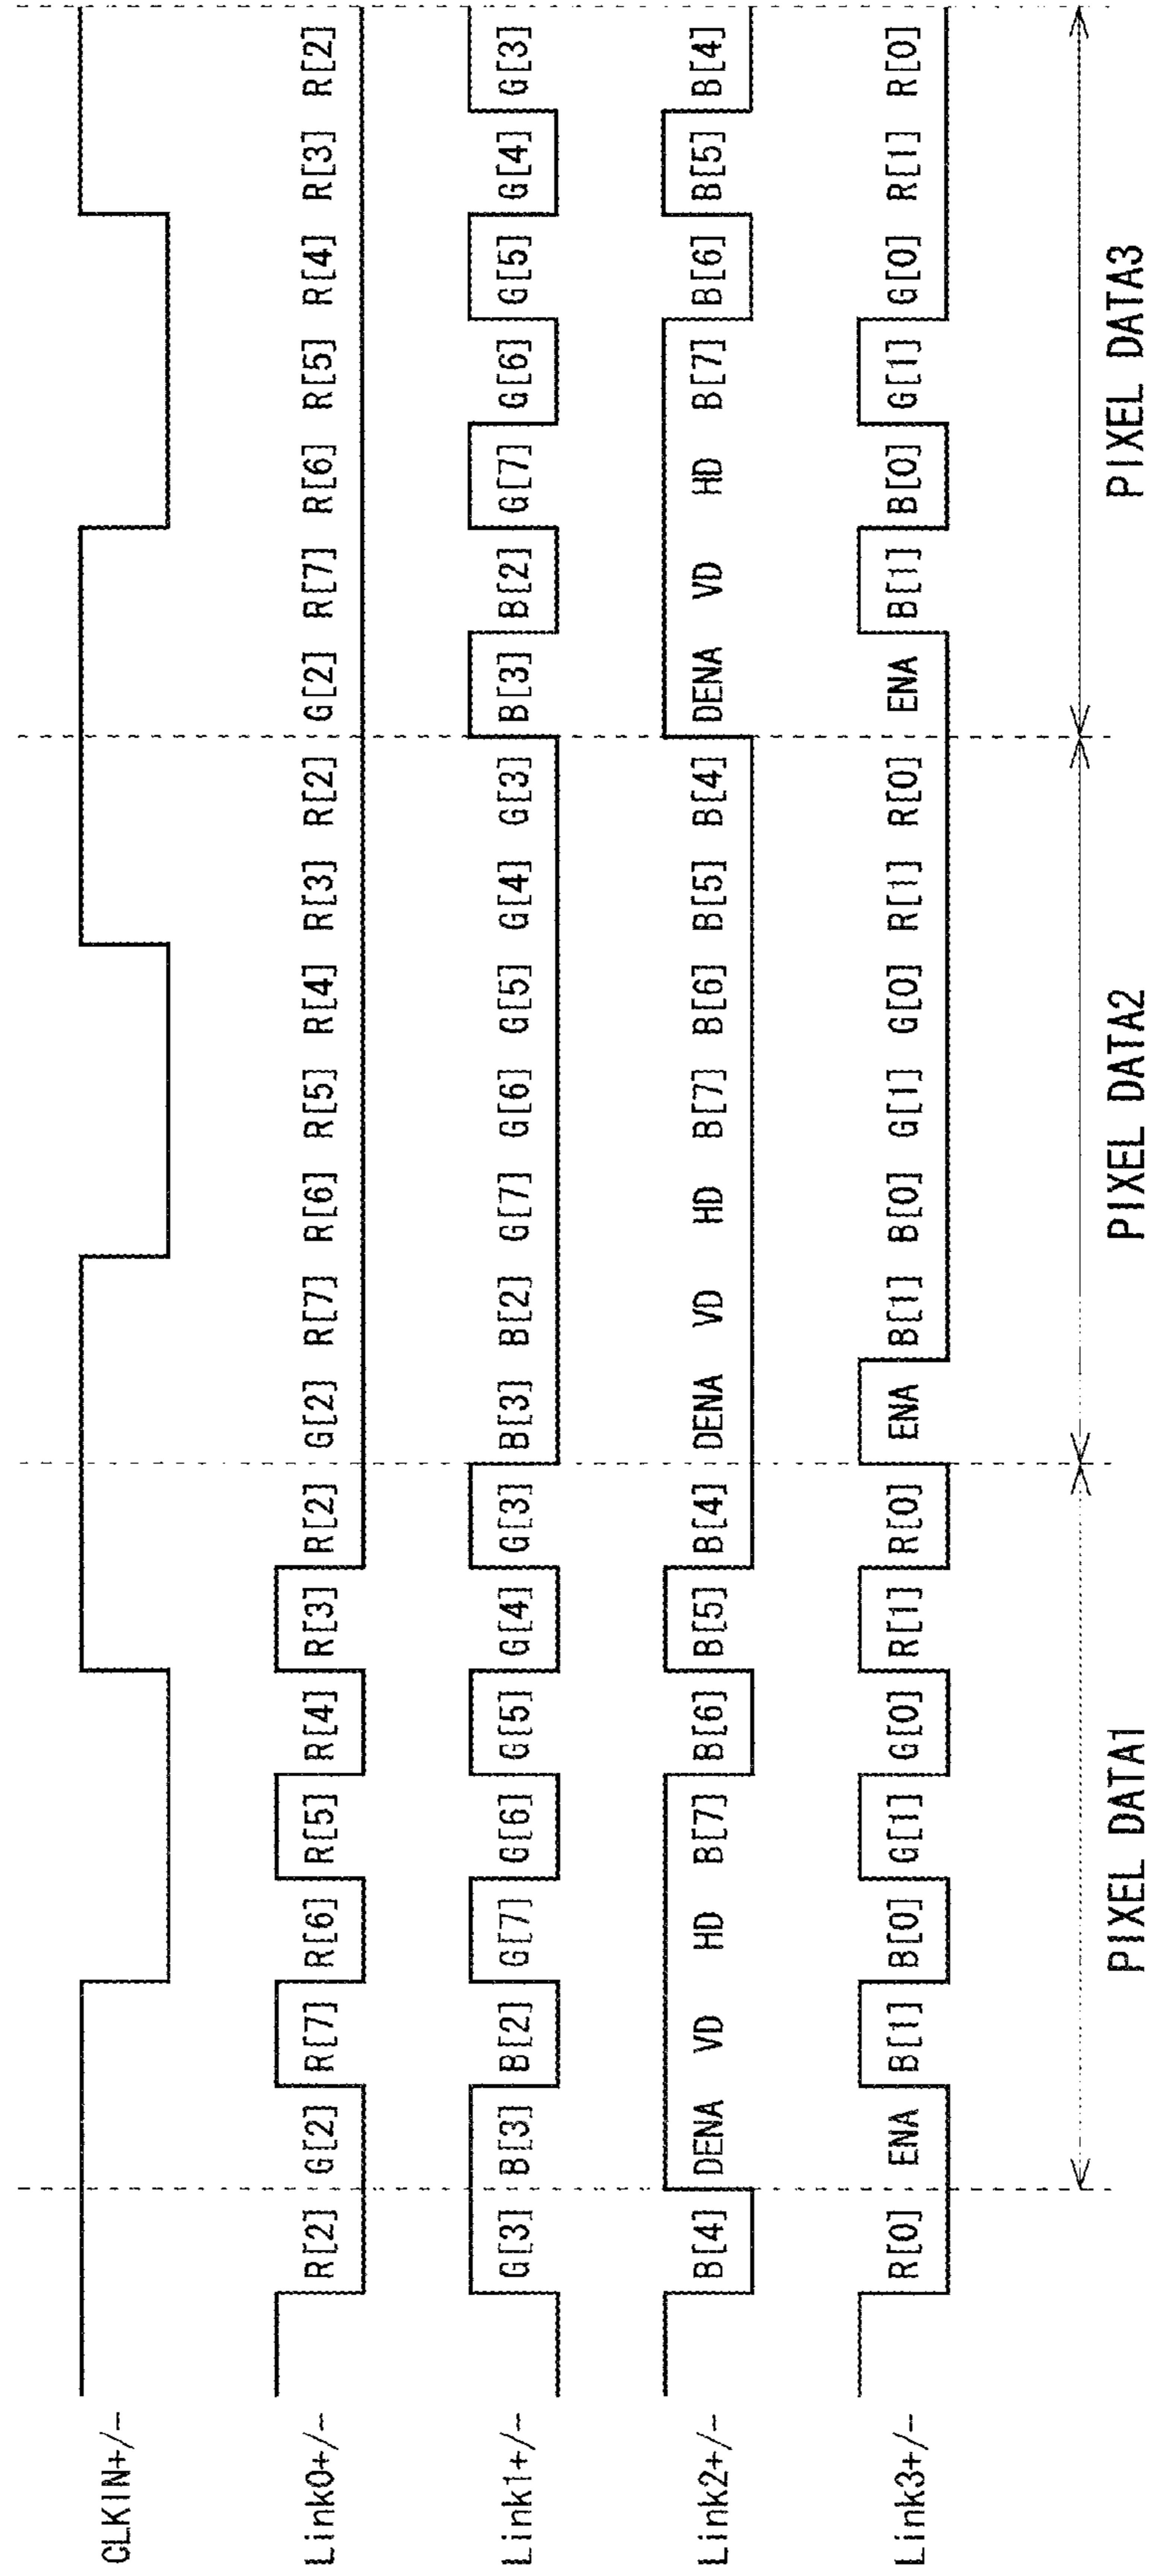 CLKIN+/-
Link0+/- R[2] G[2] R[7] R[6] R[5] R[4] R[3] R[2] G[2] R[7] R[6] R[5] R[4] R[3] R[2] G[2] R[7] R[6] R[5] R[4] R[3] R[2]
Link1+/- G[3] B[3] B[2] G[7] G[6] G[5] G[4] G[3] B[3] B[2] G[7] G[6] G[5] G[4] G[3] B[3] B[2] G[7] G[6] G[5] G[4] G[3]
Link2+/- B[4] DENA VD HD B[7] B[6] B[5] B[4] DENA VD HD B[7] B[6] B[5] B[4] DENA VD HD B[7] B[6] B[5] B[4]
Link3+/- R[0] ENA B[1] B[0] G[1] G[0] R[1] R[0] ENA B[1] B[0] G[1] G[0] R[1] R[0] ENA B[1] B[0] G[1] G[0] R[1] R[0]
PIXEL DATA1 PIXEL DATA2 PIXEL DATA3